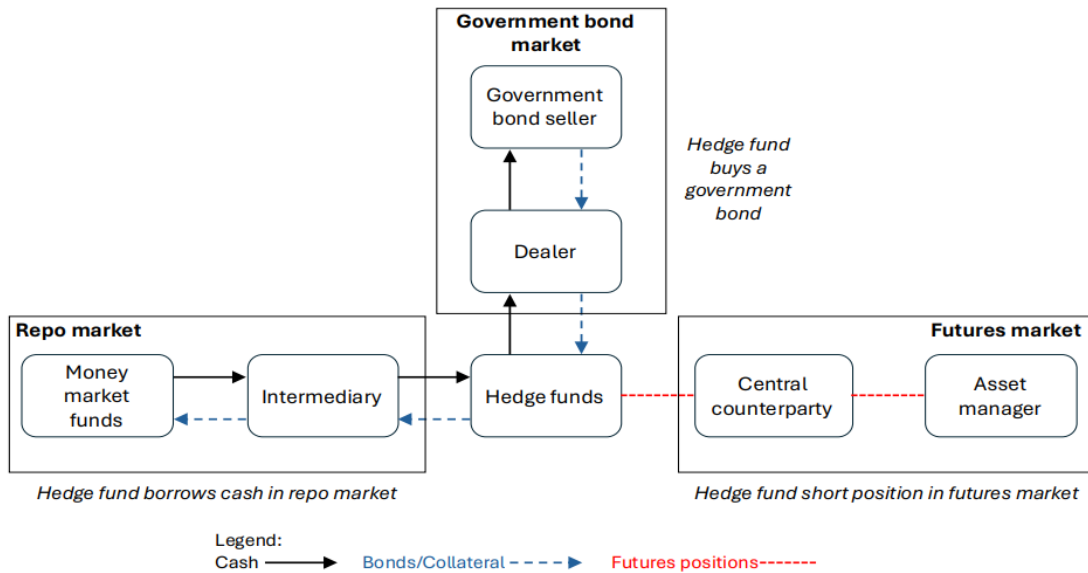 Government bond
market
Government
bond seller
Hedge fund
buys a
government
bond
Dealer
Repo market
Money
market
funds
Intermediary
Hedge funds
Futures market
Central
counterparty
Asset
manager
Hedge fund borrows cash in repo market
Hedge fund short position in futures market
Legend:
Cash
Bonds/Collateral
Futures positions